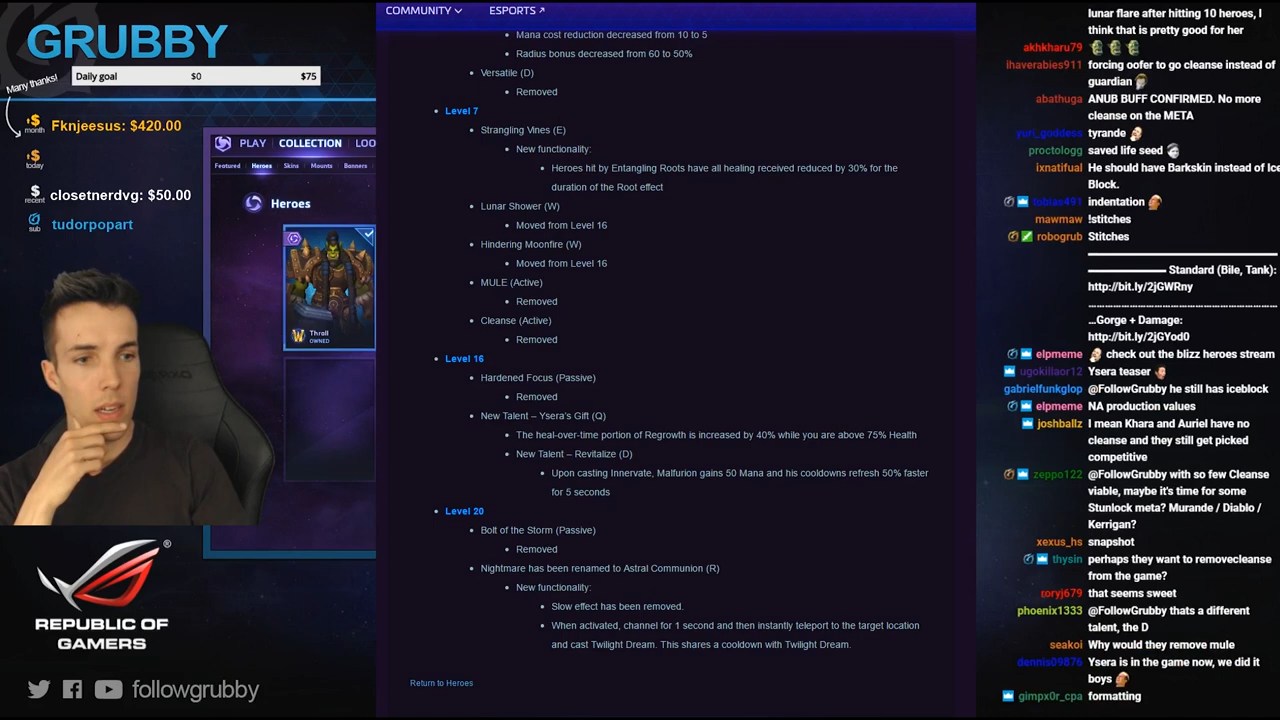 GRUBBY
Many thanks!
Daily goal $0 $75
$ month Fknjeesus: $420.00
$ today
$ recent closetnerdvg: $50.00
sub tudorpopart
PLAY COLLECTION LOO
Featured Heroes Skins Mounts Banners
Heroes
Thrall
OWNED
REPUBLIC OF
GAMERS
®
followgrubby
COMMUNITY ESPORTS
Mana cost reduction decreased from 10 to 5
Radius bonus decreased from 60 to 50%
Versatile (D)
Removed
Level 7
Strangling Vines (E)
New functionality:
Heroes hit by Entangling Roots have all healing received reduced by 30% for the
duration of the Root effect
Lunar Shower (W)
Moved from Level 16
Hindering Moonfire (W)
Moved from Level 16
MULE (Active)
Removed
Cleanse (Active)
Removed
Level 16
Hardened Focus (Passive)
Removed
New Talent – Ysera's Gift (Q)
The heal-over-time portion of Regrowth is increased by 40% while you are above 75% Health
New Talent – Revitalize (D)
Upon casting Innervate, Malfurion gains 50 Mana and his cooldowns refresh 50% faster
for 5 seconds
Level 20
Bolt of the Storm (Passive)
Removed
Nightmare has been renamed to Astral Communion (R)
New functionality:
Slow effect has been removed.
When activated, channel for 1 second and then instantly teleport to the target location
and cast Twilight Dream. This shares a cooldown with Twilight Dream.
Return to Heroes
lunar flare after hitting 10 heroes, I
think that is pretty good for her
akhkharu79
ihaverabies911 forcing oofer to go cleanse instead of
guardian
abathuga ANUB BUFF CONFIRMED. No more
cleanse on the META
yuri_goddess tyrande
proctologg saved life seed
ixnatifual He should have Barkskin instead of Ice
Block.
tobias491 indentation
mawmaw !stitches
robogrub Stitches
Standard (Bile, Tank):
http://bit.ly/2jGWRny
...Gorge + Damage:
http://bit.ly/2jGYod0
elpmeme check out the blizz heroes stream
ugokillaor12 Ysera teaser
gabrielfunkglop @FollowGrubby he still has iceblock
elpmeme NA production values
joshballz I mean Khara and Auriel have no
cleanse and they still get picked
competitive
zeppo122 @FollowGrubby with so few Cleanse
viable, maybe it's time for some
Stunlock meta? Murande / Diablo /
Kerrigan?
xexus_hs snapshot
thysin perhaps they want to removecleanse
from the game?
coryj679 that seems sweet
phoenix1333 @FollowGrubby thats a different
talent, the D
seakoi Why would they remove mule
dennis09876 Ysera is in the game now, we did it
boys
gimpx0r_cpa formatting